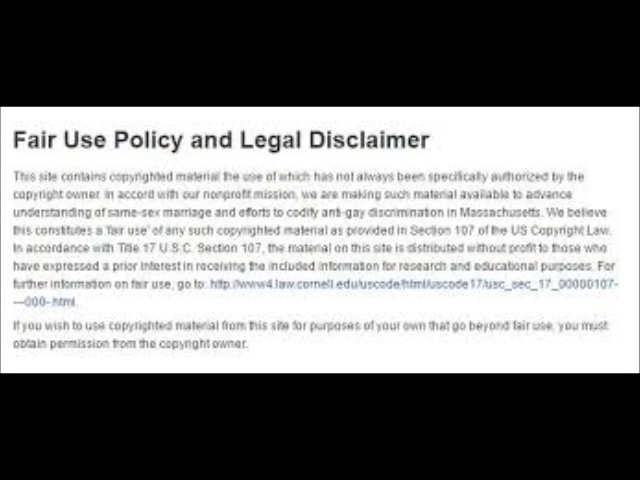 Fair Use Policy and Legal Disclaimer
This site contains copyrighted material the use of which has not always been specifically authorized by the
copyright owner. In accord with our nonprofit mission, we are making such material available to advance
understanding of same-sex marriage and efforts to codify anti-gay discrimination in Massachusetts. We believe
this constitutes a 'fair use' of any such copyrighted material as provided in Section 107 of the US Copyright Law.
In accordance with Title 17 U.S.C. Section 107, the material on this site is distributed without profit to those who
have expressed a prior interest in receiving the included information for research and educational purposes. For
further information on fair use, go to: http://www4.law.cornell.edu/uscode/html/uscode17/usc_sec_17_00000107-
---000-.html.
If you wish to use copyrighted material from this site for purposes of your own that go beyond fair use, you must
obtain permission from the copyright owner.